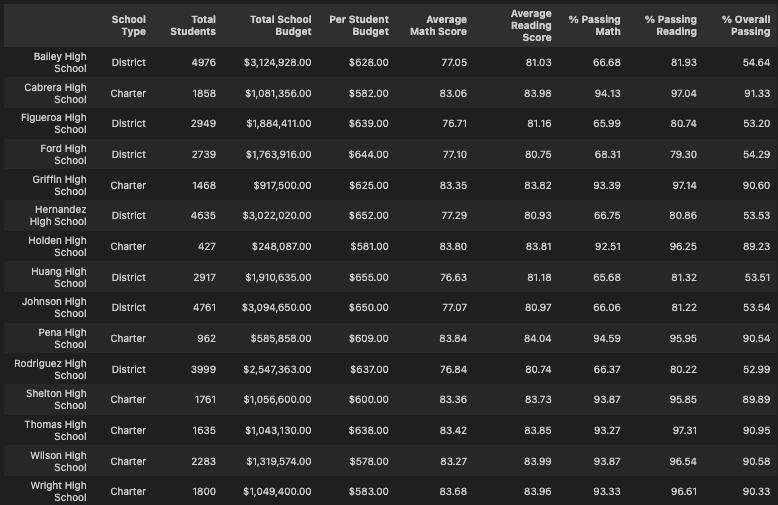 School Type Total Students Total School Budget Per Student Budget Average Math Score Average Reading Score % Passing Math % Passing Reading % Overall Passing
Bailey High School District 4976 $3,124,928.00 $628.00 77.05 81.03 66.68 81.93 54.64
Cabrera High School Charter 1858 $1,081,356.00 $582.00 83.06 83.98 94.13 97.04 91.33
Figueroa High School District 2949 $1,884,411.00 $639.00 76.71 81.16 65.99 80.74 53.20
Ford High School District 2739 $1,763,916.00 $644.00 77.10 80.75 68.31 79.30 54.29
Griffin High School Charter 1468 $917,500.00 $625.00 83.35 83.82 93.39 97.14 90.60
Hernandez High School District 4635 $3,022,020.00 $652.00 77.29 80.93 66.75 80.86 53.53
Holden High School Charter 427 $248,087.00 $581.00 83.80 83.81 92.51 96.25 89.23
Huang High School District 2917 $1,910,635.00 $655.00 76.63 81.18 65.68 81.32 53.51
Johnson High School District 4761 $3,094,650.00 $650.00 77.07 80.97 66.06 81.22 53.54
Pena High School Charter 962 $585,858.00 $609.00 83.84 84.04 94.59 95.95 90.54
Rodriguez High School District 3999 $2,547,363.00 $637.00 76.84 80.74 66.37 80.22 52.99
Shelton High School Charter 1761 $1,056,600.00 $600.00 83.36 83.73 93.87 95.85 89.89
Thomas High School Charter 1635 $1,043,130.00 $638.00 83.42 83.85 93.27 97.31 90.95
Wilson High School Charter 2283 $1,319,574.00 $578.00 83.27 83.99 93.87 96.54 90.58
Wright High School Charter 1800 $1,049,400.00 $583.00 83.68 83.96 93.33 96.61 90.33